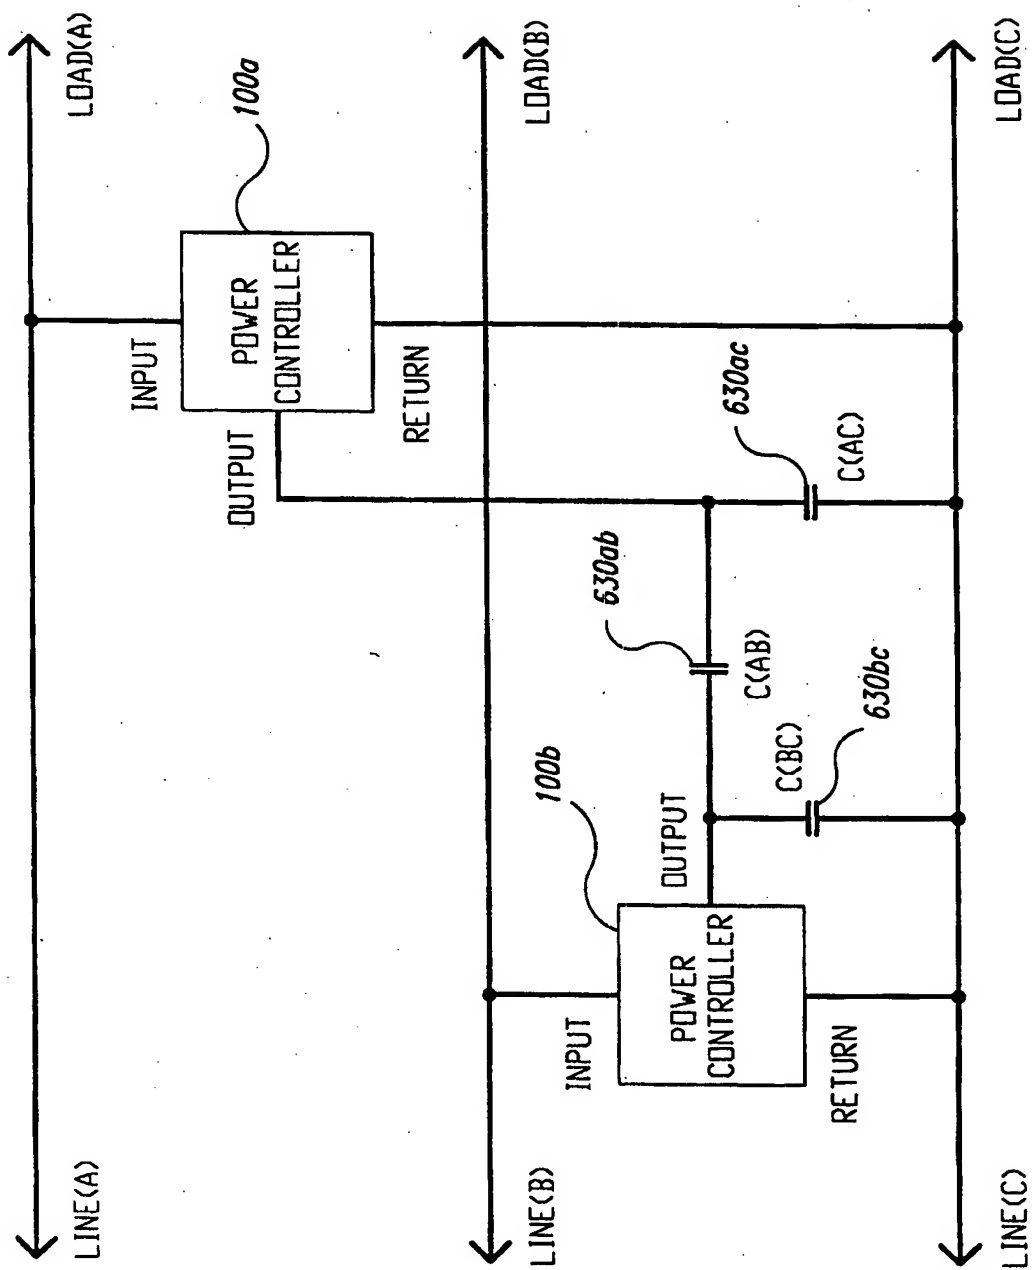 LINE(A)
LOAD(A)
100a
INPUT
POWER
CONTROLLER
OUTPUT
RETURN
LINE(B)
LOAD(B)
100b
INPUT
POWER
CONTROLLER
OUTPUT
RETURN
630ab
C(AB)
630ac
C(AC)
C(BC)
630bc
LINE(C)
LOAD(C)